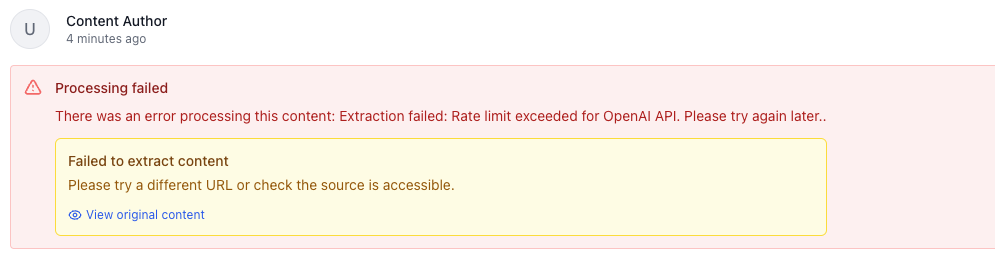 U
Content Author
4 minutes ago
Processing failed
There was an error processing this content: Extraction failed: Rate limit exceeded for OpenAI API. Please try again later..
Failed to extract content
Please try a different URL or check the source is accessible.
View original content